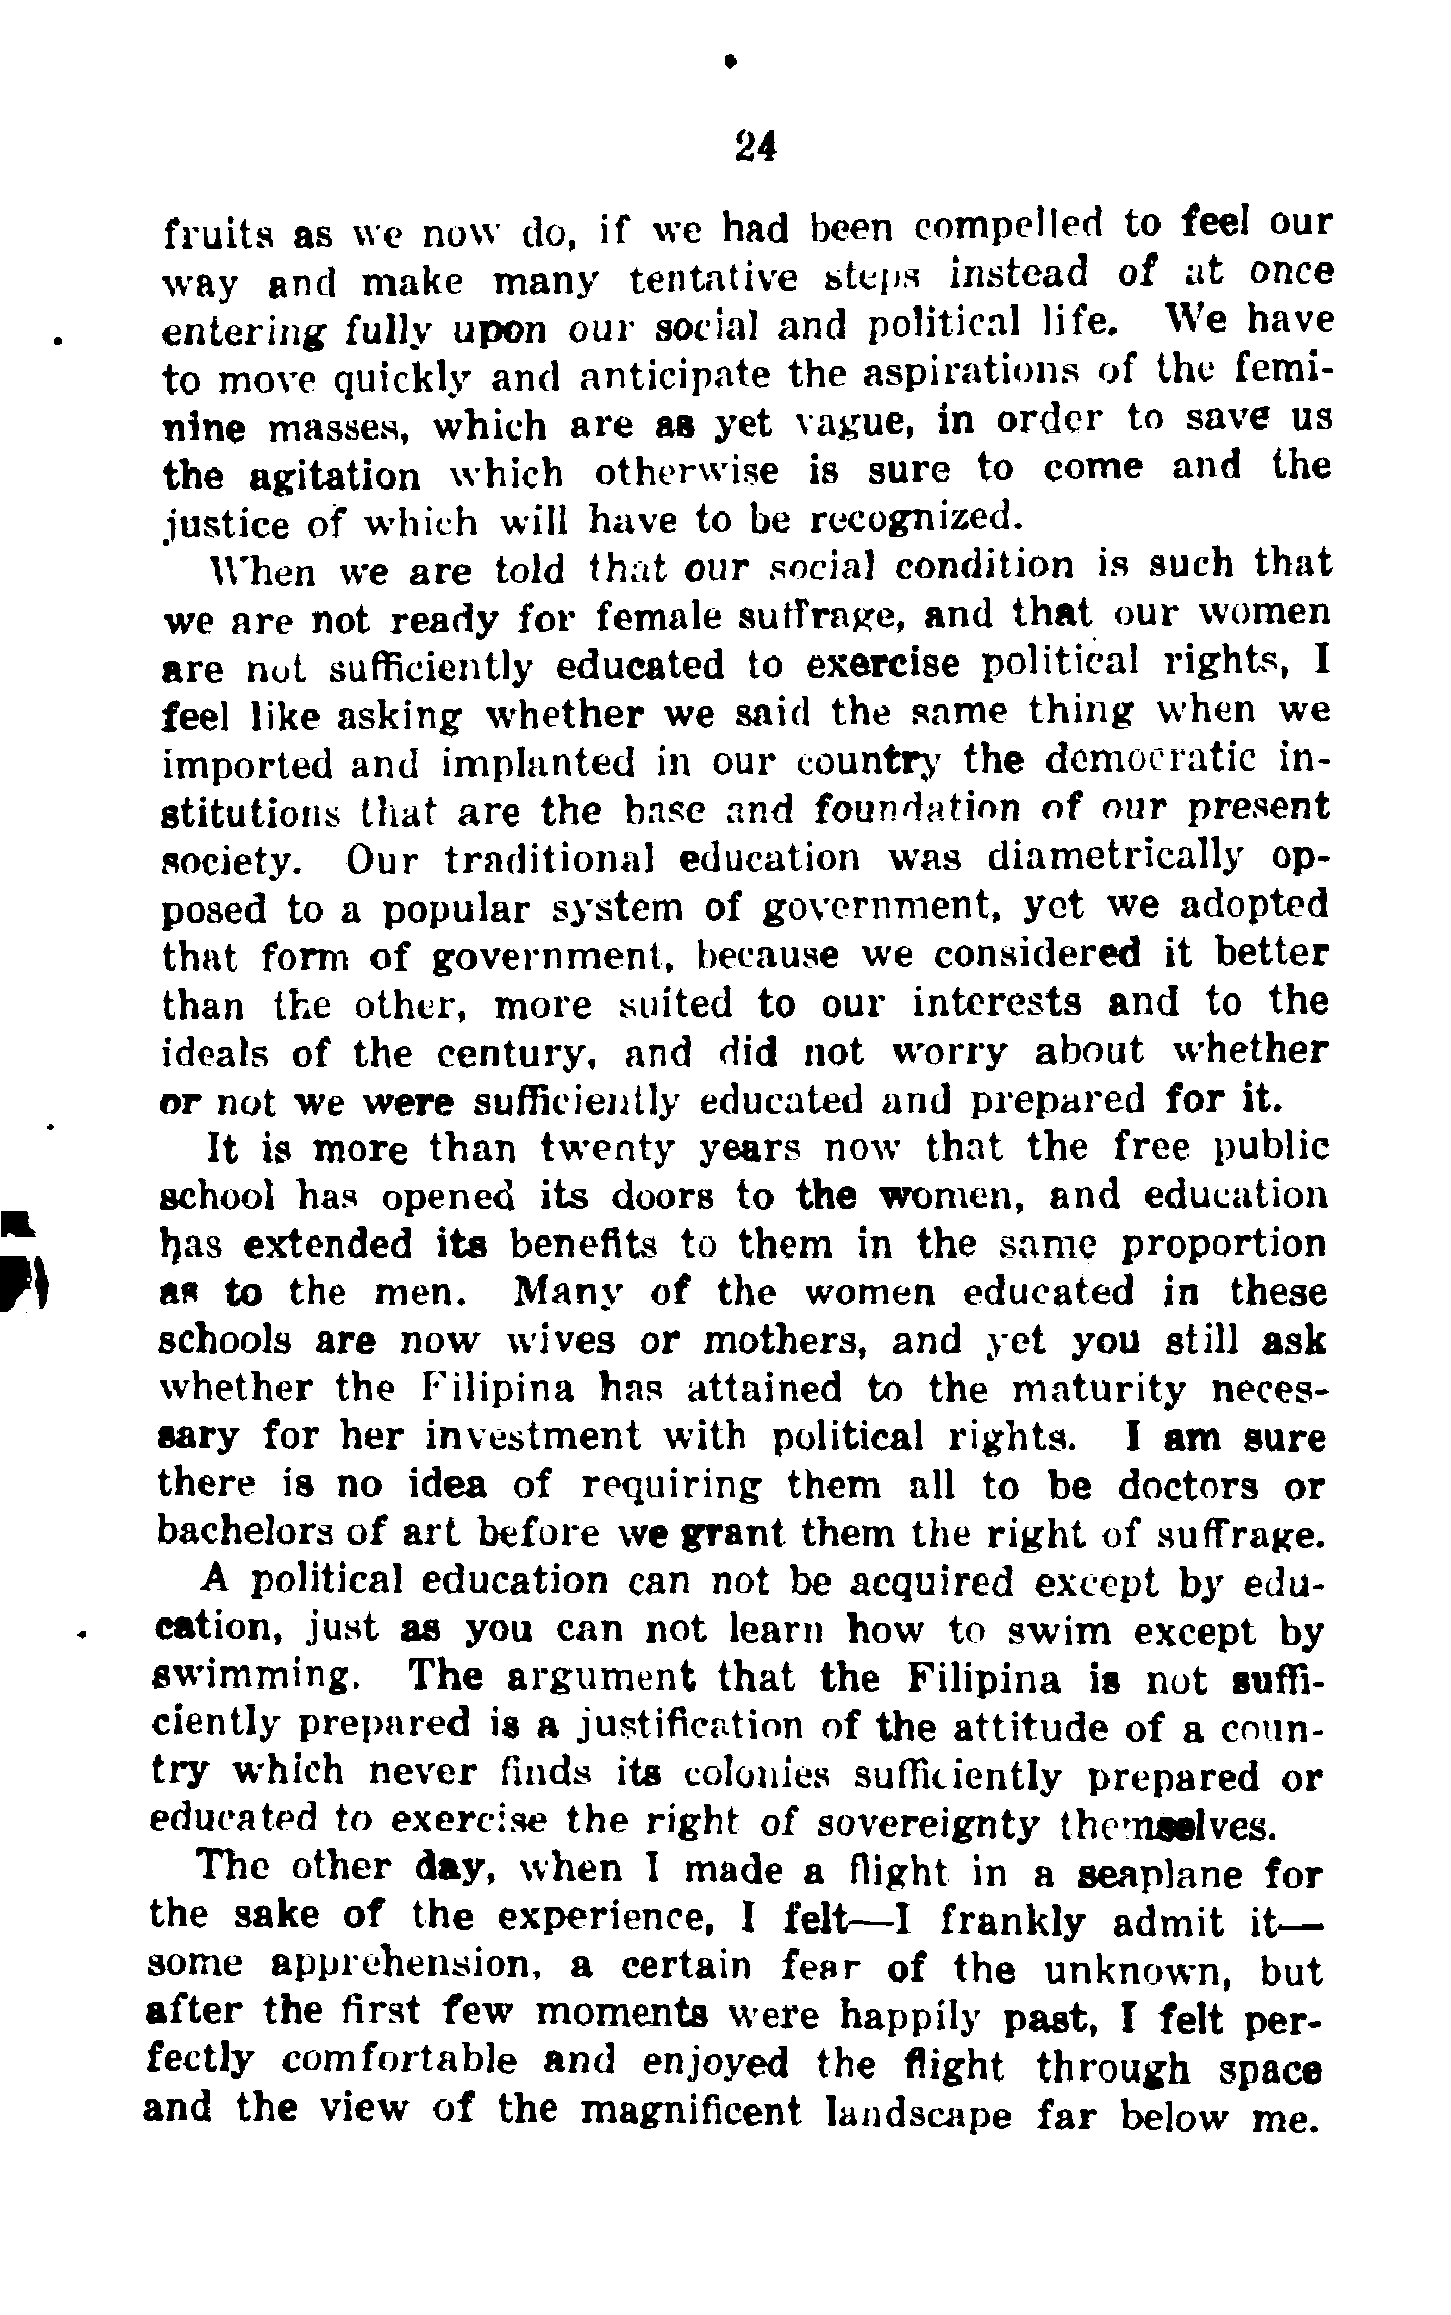 24
fruits as we now do, if we had been compelled to feel our
way and make many tentative steps instead of at once
entering fully upon our social and political life. We have
to move quickly and anticipate the aspirations of the femi-
nine masses, which are as yet vague, in order to save us
the agitation which otherwise is sure to come and the
justice of which will have to be recognized.
When we are told that our social condition is such that
we are not ready for female suffrage, and that our women
are not sufficiently educated to exercise political rights, I
feel like asking whether we said the same thing when we
imported and implanted in our country the democratic in-
stitutions that are the base and foundation of our present
society. Our traditional education was diametrically op-
posed to a popular system of government, yet we adopted
that form of government, because we considered it better
than the other, more suited to our interests and to the
ideals of the century, and did not worry about whether
or not we were sufficiently educated and prepared for it.
It is more than twenty years now that the free public
school has opened its doors to the women, and education
has extended its benefits to them in the same proportion
as to the men. Many of the women educated in these
schools are now wives or mothers, and yet you still ask
whether the Filipina has attained to the maturity neces-
sary for her investment with political rights. I am sure
there is no idea of requiring them all to be doctors or
bachelors of art before we grant them the right of suffrage.
A political education can not be acquired except by edu-
cation, just as you can not learn how to swim except by
swimming. The argument that the Filipina is not suffi-
ciently prepared is a justification of the attitude of a coun-
try which never finds its colonies sufficiently prepared or
educated to exercise the right of sovereignty themselves.
The other day, when I made a flight in a seaplane for
the sake of the experience, I felt—I frankly admit it—
some apprehension, a certain fear of the unknown, but
after the first few moments were happily past, I felt per-
fectly comfortable and enjoyed the flight through space
and the view of the magnificent landscape far below me.